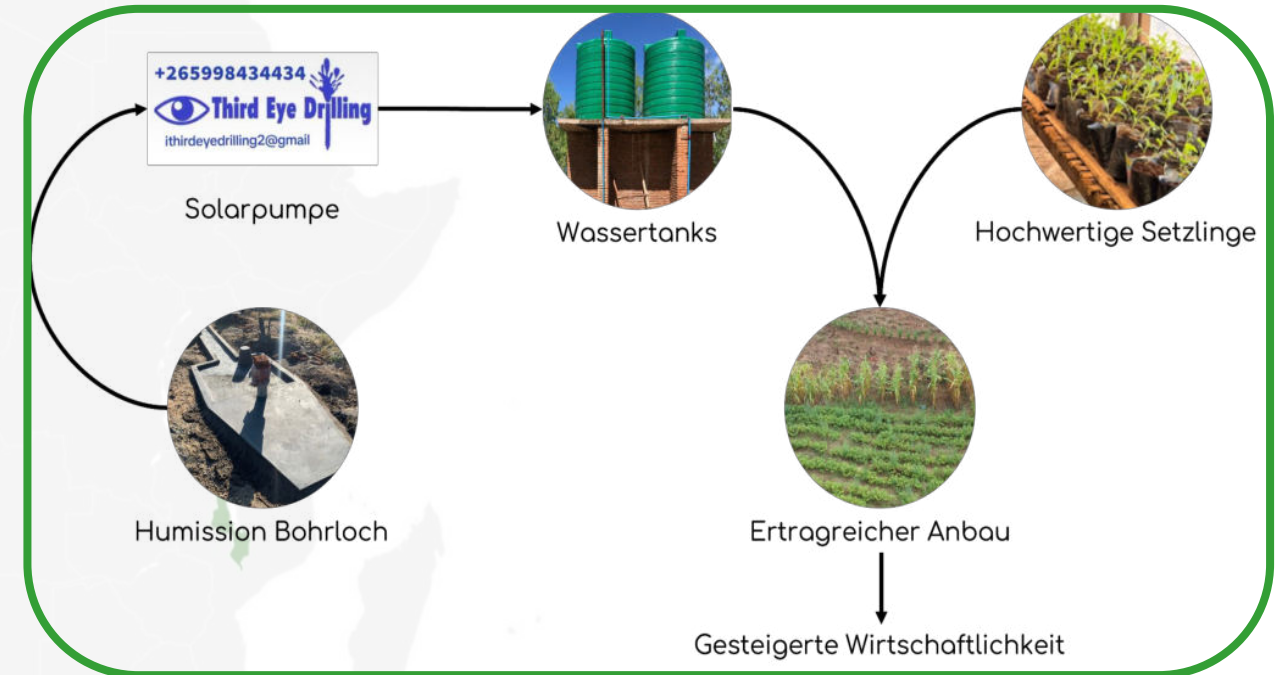 +265998434434
Third Eye Drilling
ithirdeyedrilling2@gmail
Solarpumpe
Wassertanks
Hochwertige Setzlinge
Humission Bohrloch
Ertragreicher Anbau
Gesteigerte Wirtschaftlichkeit